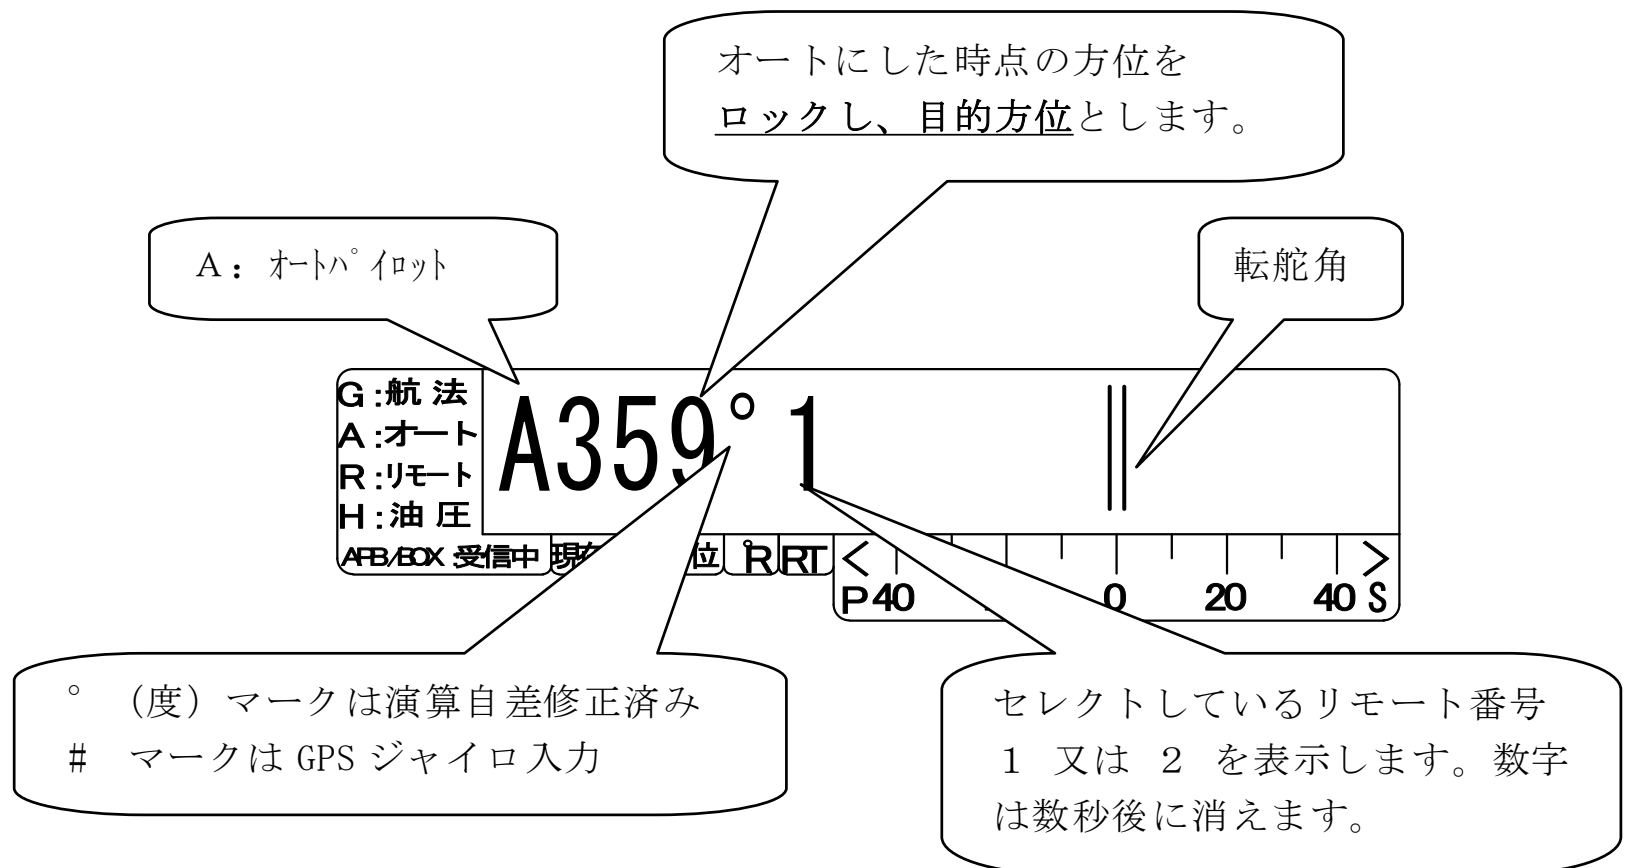 オートにした時点の方位を
ロックし、目的方位とします。
A：ｵｰﾄﾊﾟｲﾛｯﾄ
転舵角
G:航法
A:オート
R:リモート
H:油圧
A359°1
APB/BOX:受信中 現在 位 °R RT < >
P40 0 20 40 S
° （度）マークは演算自差修正済み
# マークは GPS ジャイロ入力
セレクトしているリモート番号
１ 又は ２ を表示します。数字
は数秒後に消えます。